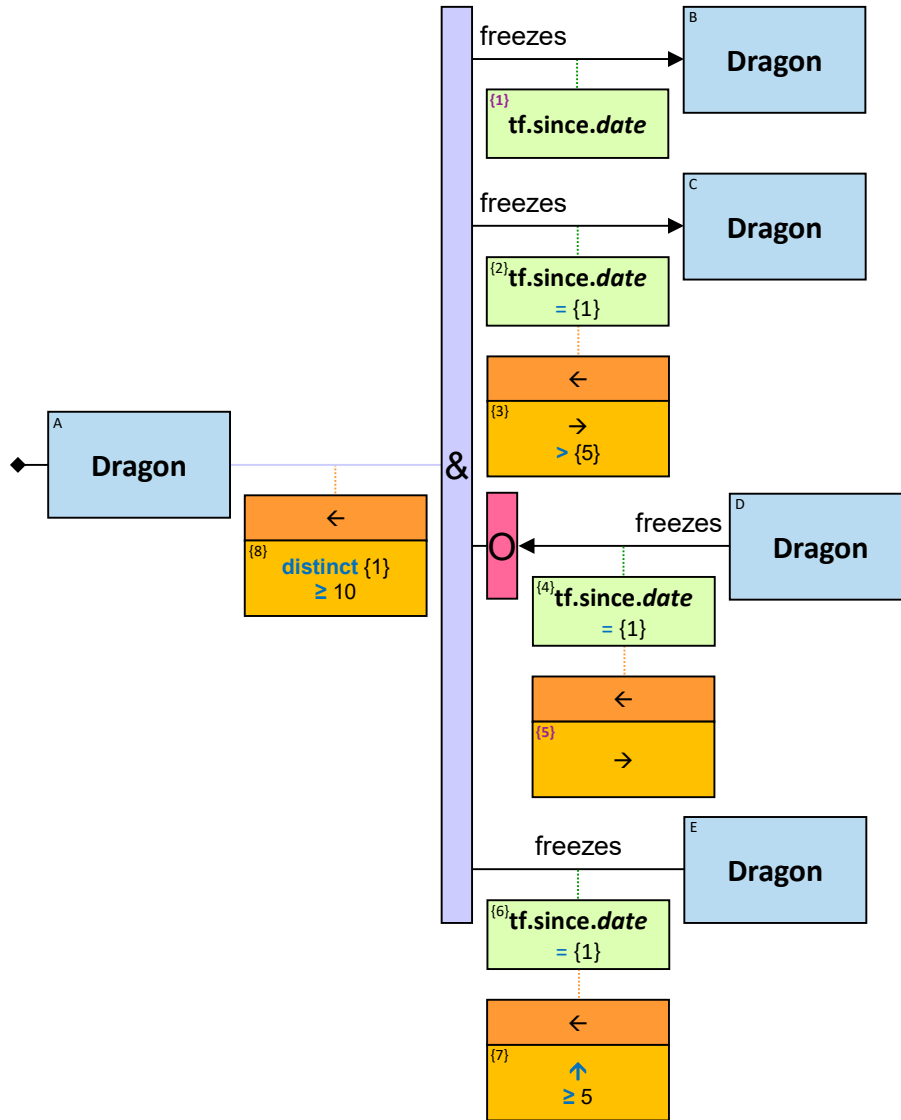 freezes
B
Dragon
{1}
tf.since.date
freezes
C
Dragon
{2}
tf.since.date
= {1}
←
{3}
→
> {5}
A
Dragon
&
←
{8}
distinct {1}
≥ 10
O
freezes
D
Dragon
{4}
tf.since.date
= {1}
←
{5}
→
freezes
E
Dragon
{6}
tf.since.date
= {1}
←
{7}
↑
≥ 5